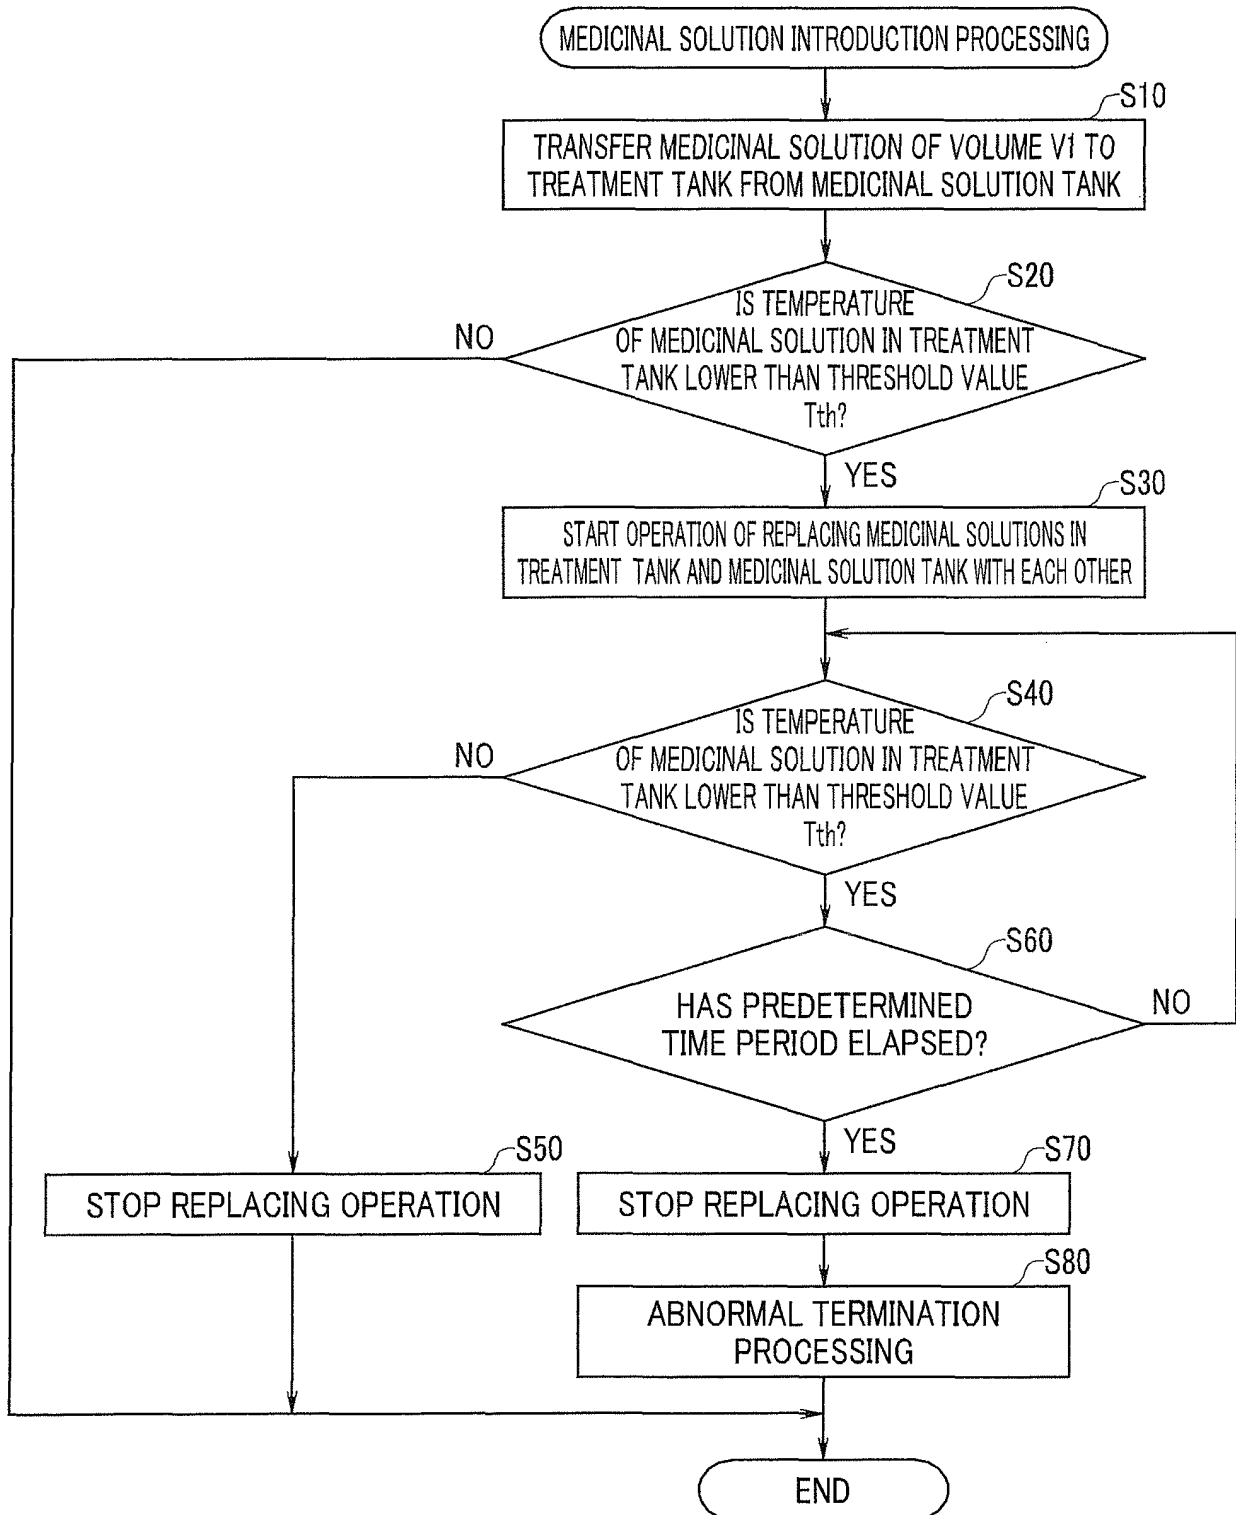 MEDICINAL SOLUTION INTRODUCTION PROCESSING
S10
TRANSFER MEDICINAL SOLUTION OF VOLUME V1 TO
TREATMENT TANK FROM MEDICINAL SOLUTION TANK
S20
IS TEMPERATURE
OF MEDICINAL SOLUTION IN TREATMENT
TANK LOWER THAN THRESHOLD VALUE
Tth?
NO
YES
S30
START OPERATION OF REPLACING MEDICINAL SOLUTIONS IN
TREATMENT TANK AND MEDICINAL SOLUTION TANK WITH EACH OTHER
S40
IS TEMPERATURE
OF MEDICINAL SOLUTION IN TREATMENT
TANK LOWER THAN THRESHOLD VALUE
Tth?
NO
YES
S60
HAS PREDETERMINED
TIME PERIOD ELAPSED?
NO
YES
S50
STOP REPLACING OPERATION
S70
STOP REPLACING OPERATION
S80
ABNORMAL TERMINATION
PROCESSING
END